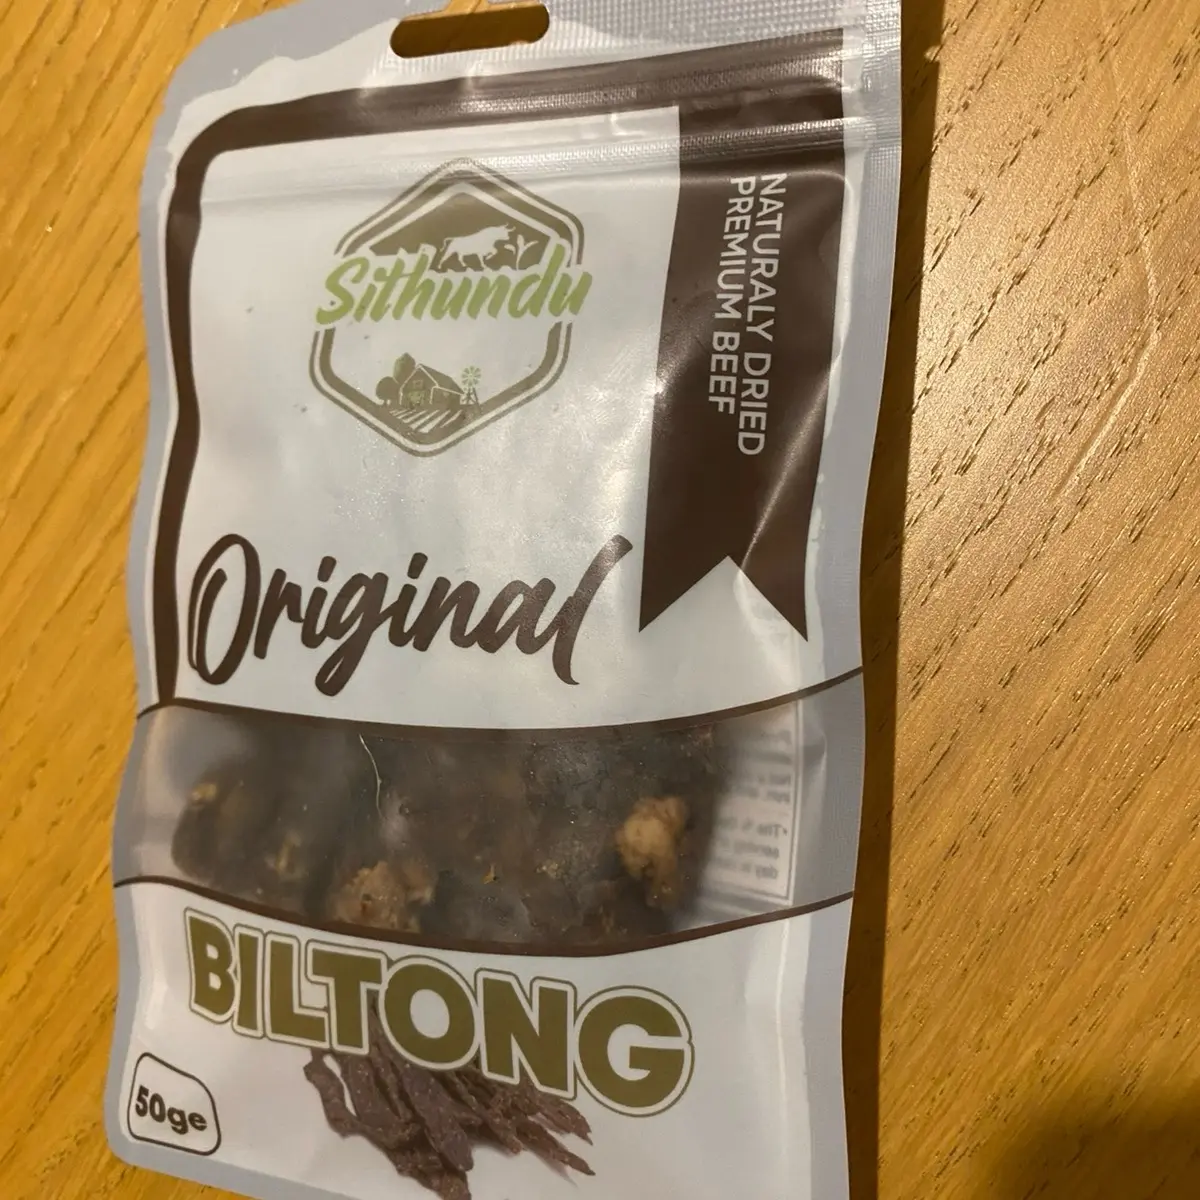 Sithundu
NATURALY DRIED
PREMIUM BEEF
Original
BILTONG
50ge